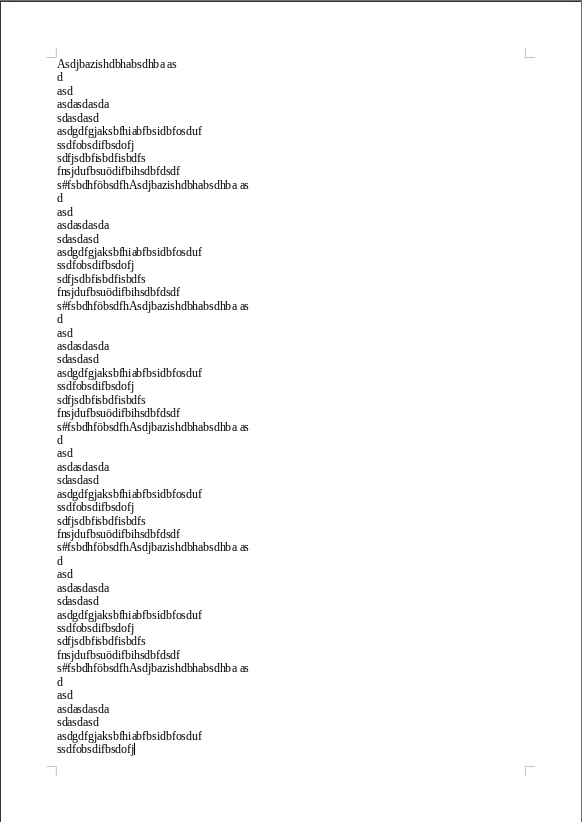 Asdjbazishdbhabsdhba as
d
asd
asdasdasda
sdasdasd
asdgdfgjaksbfhiabfbsidbfosduf
ssdfobsdifbsdofj
sdfjsdbfisbdfisbdfs
fnsjdufbsuödifbihsdbfdsdf
s#fsbdhföbsdfhAsdjbazishdbhabsdhba as
d
asd
asdasdasda
sdasdasd
asdgdfgjaksbfhiabfbsidbfosduf
ssdfobsdifbsdofj
sdfjsdbfisbdfisbdfs
fnsjdufbsuödifbihsdbfdsdf
s#fsbdhföbsdfhAsdjbazishdbhabsdhba as
d
asd
asdasdasda
sdasdasd
asdgdfgjaksbfhiabfbsidbfosduf
ssdfobsdifbsdofj
sdfjsdbfisbdfisbdfs
fnsjdufbsuödifbihsdbfdsdf
s#fsbdhföbsdfhAsdjbazishdbhabsdhba as
d
asd
asdasdasda
sdasdasd
asdgdfgjaksbfhiabfbsidbfosduf
ssdfobsdifbsdofj
sdfjsdbfisbdfisbdfs
fnsjdufbsuödifbihsdbfdsdf
s#fsbdhföbsdfhAsdjbazishdbhabsdhba as
d
asd
asdasdasda
sdasdasd
asdgdfgjaksbfhiabfbsidbfosduf
ssdfobsdifbsdofj
sdfjsdbfisbdfisbdfs
fnsjdufbsuödifbihsdbfdsdf
s#fsbdhföbsdfhAsdjbazishdbhabsdhba as
d
asd
asdasdasda
sdasdasd
asdgdfgjaksbfhiabfbsidbfosduf
ssdfobsdifbsdofj